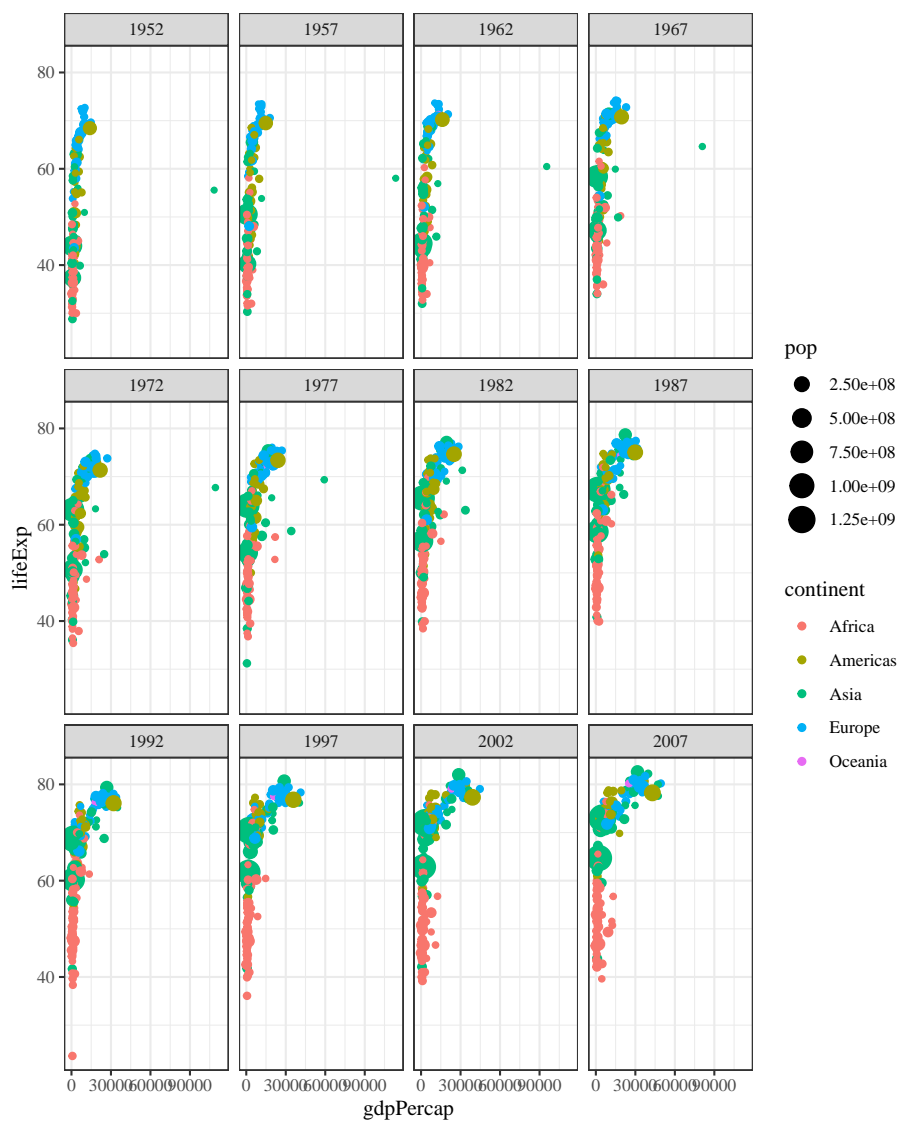 1952 1957 1962 1967
80
60
40
1972 1977 1982 1987
80
60
40
1992 1997 2002 2007
80
60
40
0 30000 60000 90000 0 30000 60000 90000 0 30000 60000 90000 0 30000 60000 90000
gdpPercap
lifeExp
pop
2.50e+08
5.00e+08
7.50e+08
1.00e+09
1.25e+09
continent
Africa
Americas
Asia
Europe
Oceania